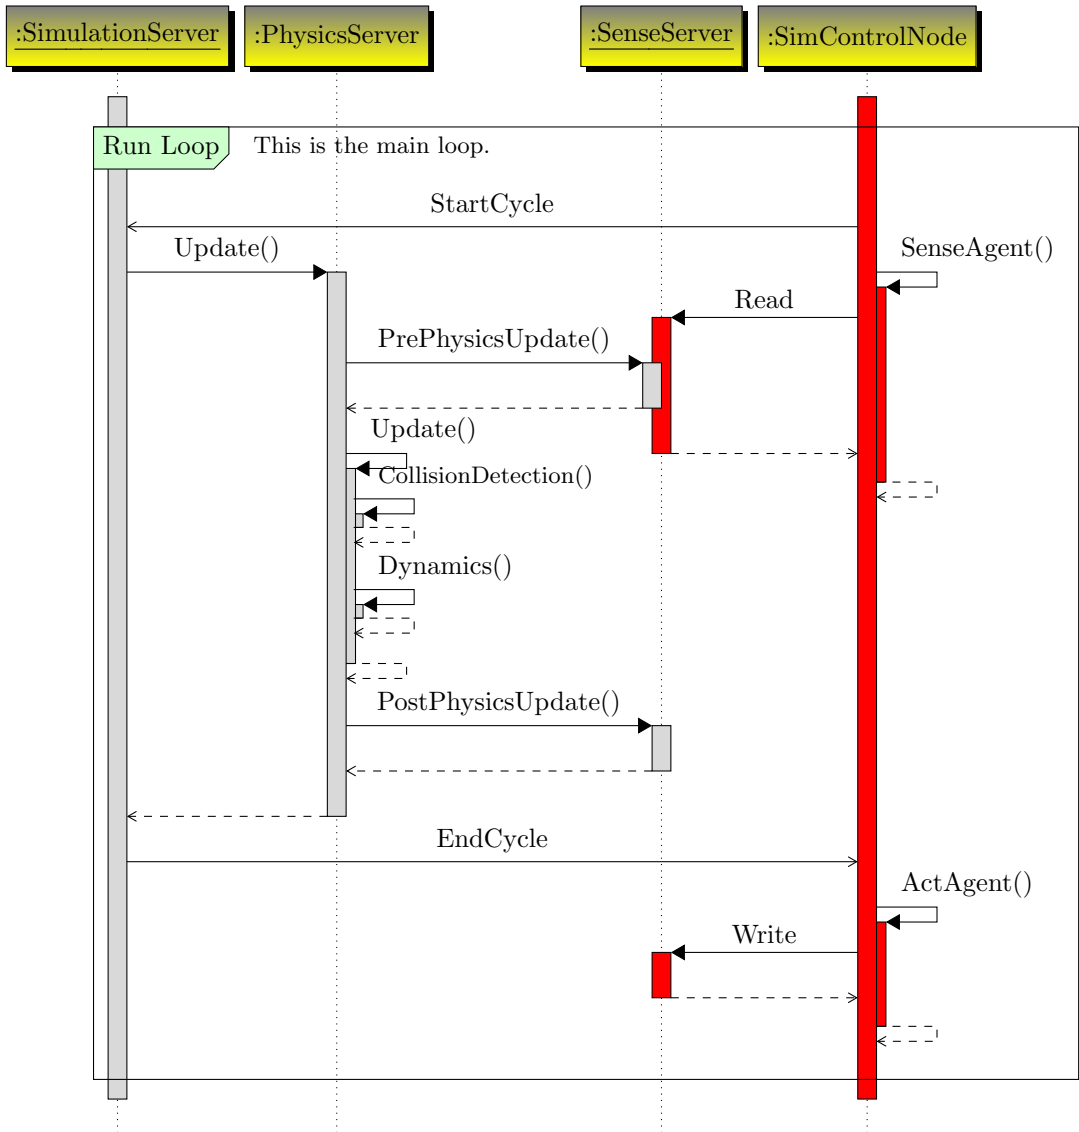 :SimulationServer
:PhysicsServer
:SenseServer
:SimControlNode
Run Loop
This is the main loop.
StartCycle
Update()
SenseAgent()
Read
PrePhysicsUpdate()
Update()
CollisionDetection()
Dynamics()
PostPhysicsUpdate()
EndCycle
ActAgent()
Write